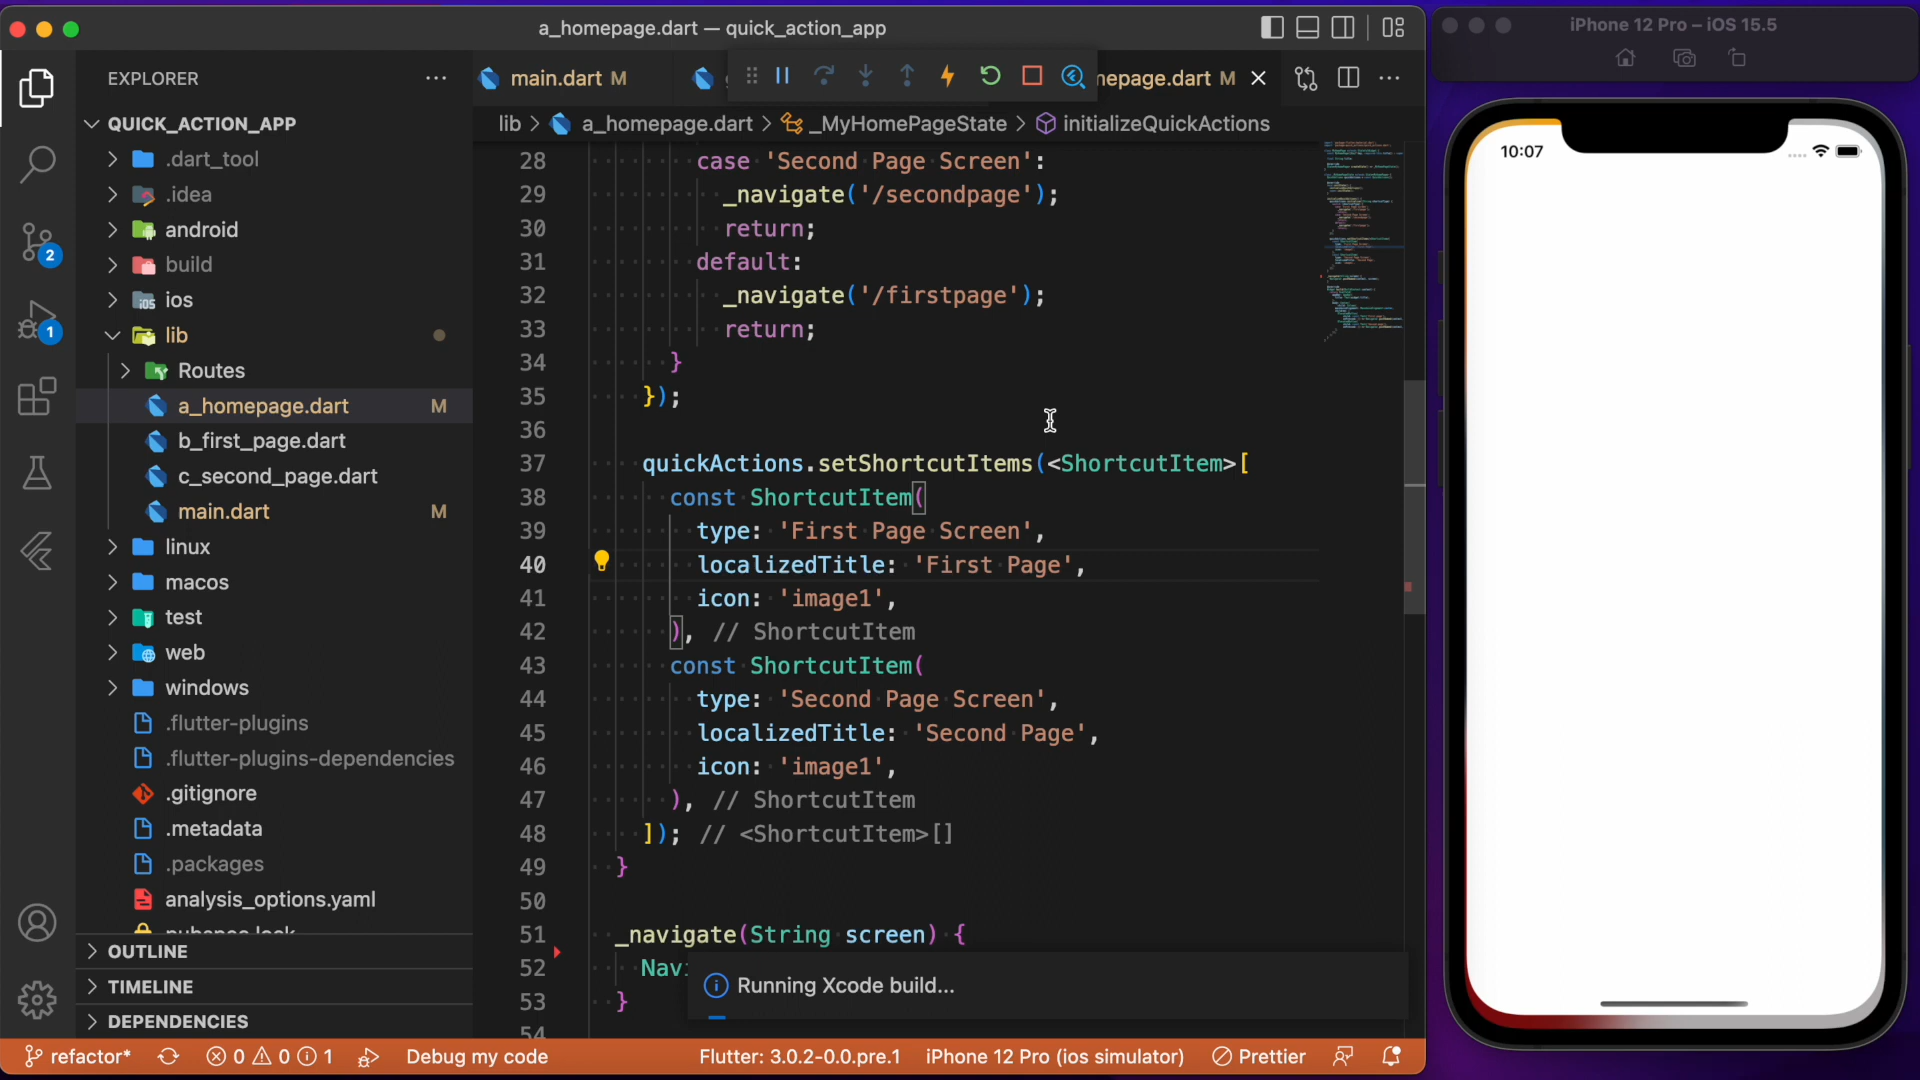 a_homepage.dart — quick_action_app
iPhone 12 Pro – iOS 15.5
EXPLORER
main.dart M
nepage.dart M
QUICK_ACTION_APP
lib > a_homepage.dart > _MyHomePageState > initializeQuickActions
.dart_tool
.idea
android
build
ios
lib
Routes
a_homepage.dart M
b_first_page.dart
c_second_page.dart
main.dart M
linux
macos
test
web
windows
.flutter-plugins
.flutter-plugins-dependencies
.gitignore
.metadata
.packages
analysis_options.yaml
OUTLINE
TIMELINE
DEPENDENCIES
2
1
28 case 'Second Page Screen':
29 _navigate('/secondpage');
30 return;
31 default:
32 _navigate('/firstpage');
33 return;
34 }
35 });
36
37 quickActions.setShortcutItems(<ShortcutItem>[
38 const ShortcutItem(
39 type: 'First Page Screen',
40 localizedTitle: 'First Page',
41 icon: 'image1',
42 ), // ShortcutItem
43 const ShortcutItem(
44 type: 'Second Page Screen',
45 localizedTitle: 'Second Page',
46 icon: 'image1',
47 ), // ShortcutItem
48 ]); // <ShortcutItem>[]
49 }
50
51 _navigate(String screen) {
52 Navi
53 }
54
Running Xcode build...
10:07
refactor* 0 0 1 Debug my code Flutter: 3.0.2-0.0.pre.1 iPhone 12 Pro (ios simulator) Prettier